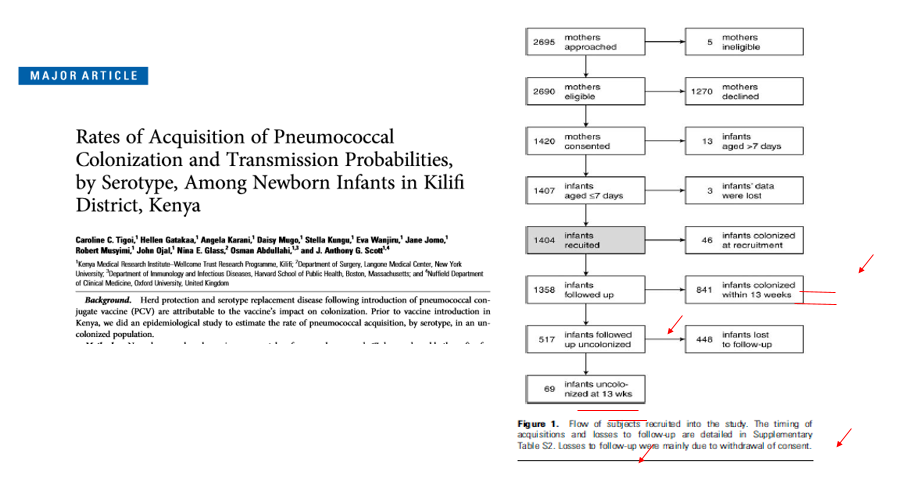 MAJOR ARTICLE
Rates of Acquisition of Pneumococcal
Colonization and Transmission Probabilities,
by Serotype, Among Newborn Infants in Kilifi
District, Kenya
Caroline C. Tigoi,1 Hellen Gatakaa,1 Angela Karani,1 Daisy Mugo,1 Stella Kungu,1 Eva Wanjiru,1 Jane Jomo,1
Robert Musyimi,1 John Ojal,1 Nina E. Glass,2 Osman Abdullahi,1,3 and J. Anthony G. Scott1,4
1Kenya Medical Research Institute–Wellcome Trust Research Programme, Kilifi; 2Department of Surgery, Langone Medical Center, New York
University; 3Department of Immunology and Infectious Diseases, Harvard School of Public Health, Boston, Massachusetts; and 4Nuffield Department
of Clinical Medicine, Oxford University, United Kingdom
Background. Herd protection and serotype replacement disease following introduction of pneumococcal con-
jugate vaccine (PCV) are attributable to the vaccine's impact on colonization. Prior to vaccine introduction in
Kenya, we did an epidemiological study to estimate the rate of pneumococcal acquisition, by serotype, in an un-
colonized population.
2695 mothers approached
5 mothers ineligible
2690 mothers eligible
1270 mothers declined
1420 mothers consented
13 infants aged >7 days
1407 infants aged ≤7 days
3 infants' data were lost
1404 infants recuited
46 infants colonized at recruitment
1358 infants followed up
841 infants colonized within 13 weeks
517 infants followed up uncolonized
448 infants lost to follow-up
69 infants uncolo-nized at 13 wks
Figure 1. Flow of subjects recruited into the study. The timing of
acquisitions and losses to follow-up are detailed in Supplementary
Table S2. Losses to follow-up were mainly due to withdrawal of consent.